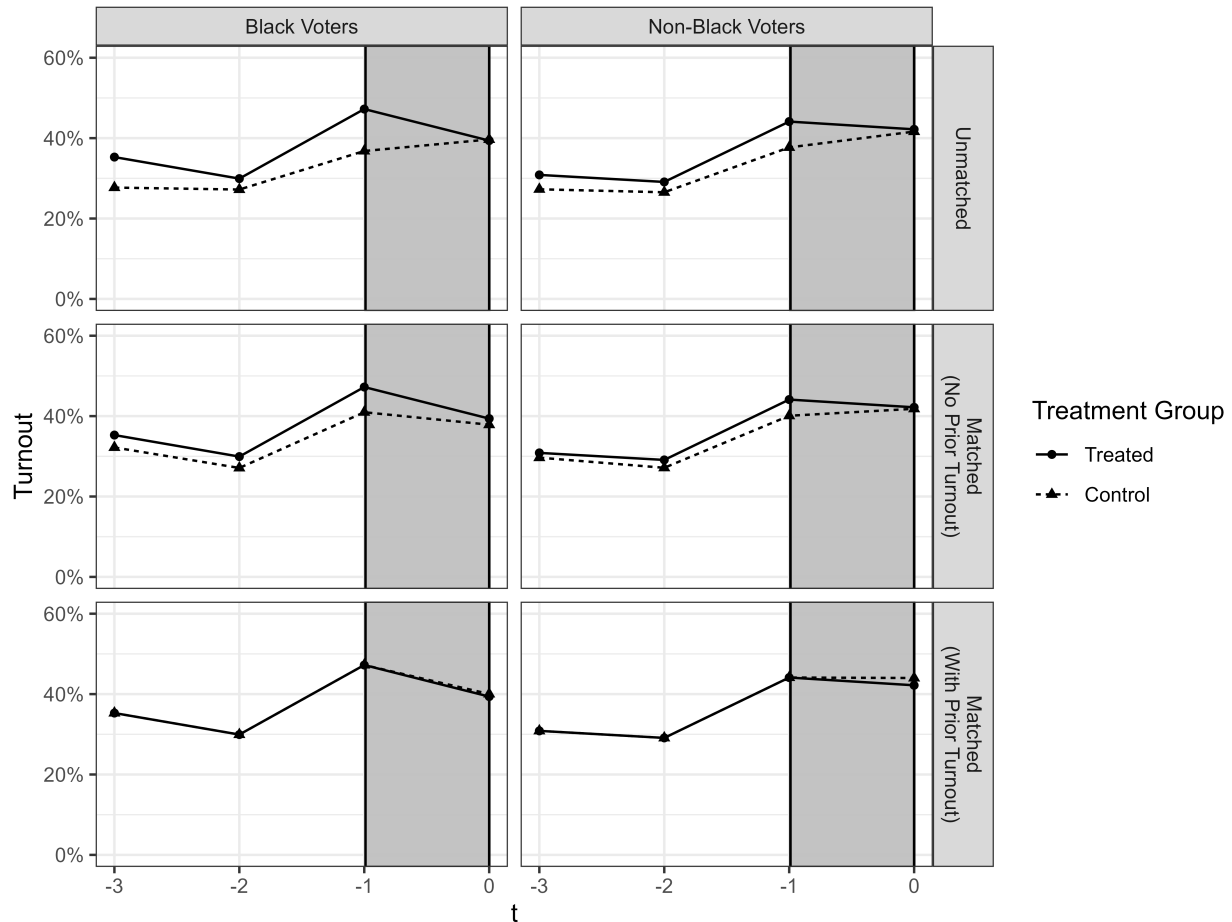 Black Voters
Non-Black Voters
60%
40%
20%
0%
Unmatched
60%
40%
20%
0%
Matched
(No Prior Turnout)
60%
40%
20%
0%
Matched
(With Prior Turnout)
-3
-2
-1
0
-3
-2
-1
0
t
Turnout
Treatment Group
Treated
Control